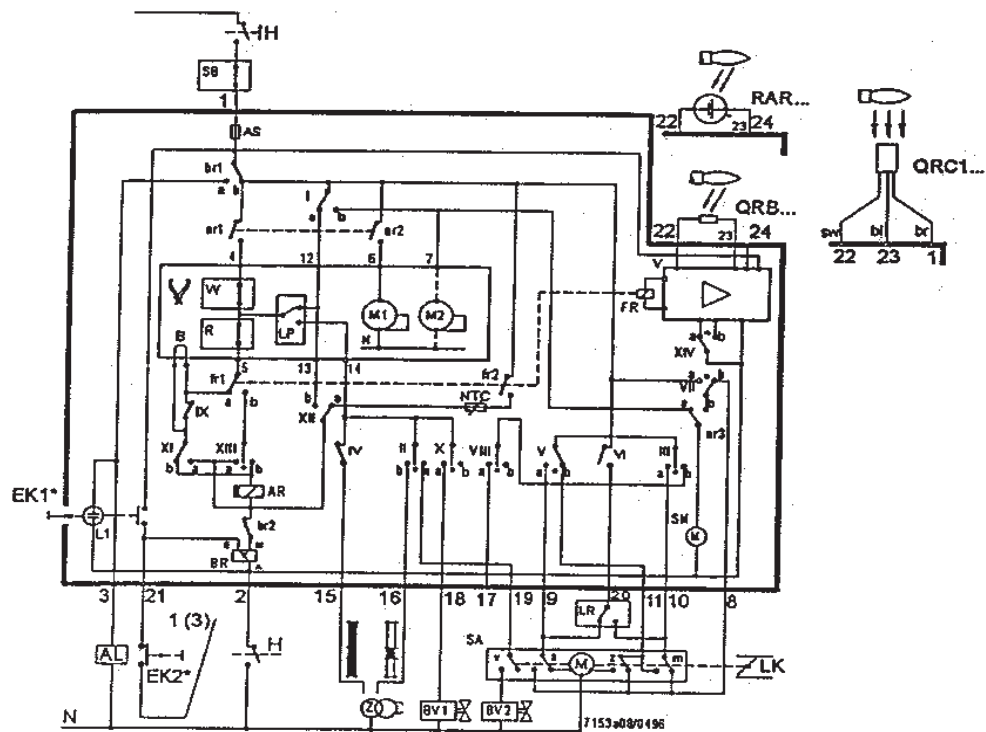 H
SB
1
AS
br1
a b
I
a b
ar1
ar2
4
12
6
7
W
R
LP
M1
M2
N
B
5
13
14
fr1
a b
IX
XI
b a
XIII
a b
AR
br2
BR
b a
XII
IV
fr2
NTC
II
b a
X
a b
VIII
a b
V
a b
VI
III
a b
RAR...
22 23 24
QRB...
22 23 24
QRC1...
sw bl br
22 23 1
V
FR
a b
XIV
a
VII
b
z
ar3
SM
M
EK1*
L1
3 21 2 15 16 18 17 19 9 20 11 10 8
1 (3)
AL
EK2*
H
LR
SA
v
M
z
m
LK
Z
BV1
BV2
N
7153a08/0496